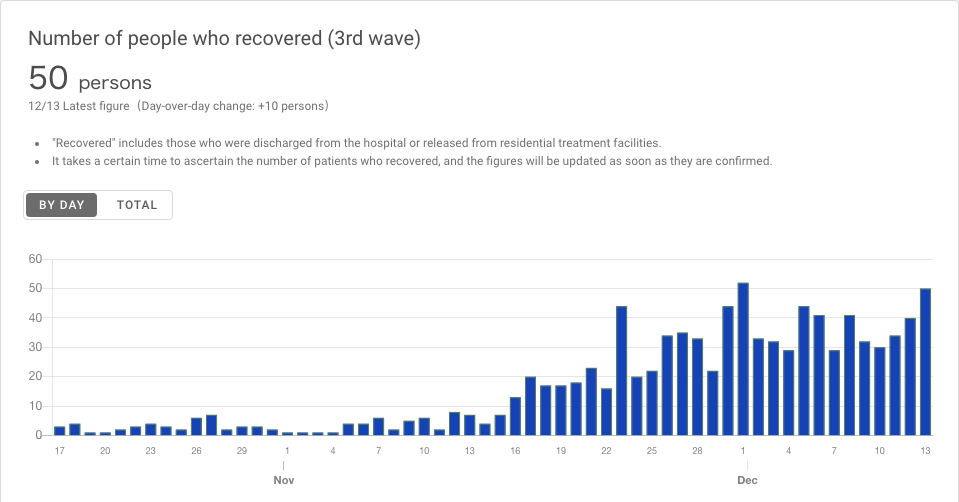 Number of people who recovered (3rd wave)
50 persons
12/13 Latest figure (Day-over-day change: +10 persons)
• "Recovered" includes those who were discharged from the hospital or released from residential treatment facilities.
• It takes a certain time to ascertain the number of patients who recovered, and the figures will be updated as soon as they are confirmed.
BY DAY TOTAL
60
50
40
30
20
10
0
17 20 23 26 29 1 4 7 10 13 16 19 22 25 28 1 4 7 10 13
Nov Dec